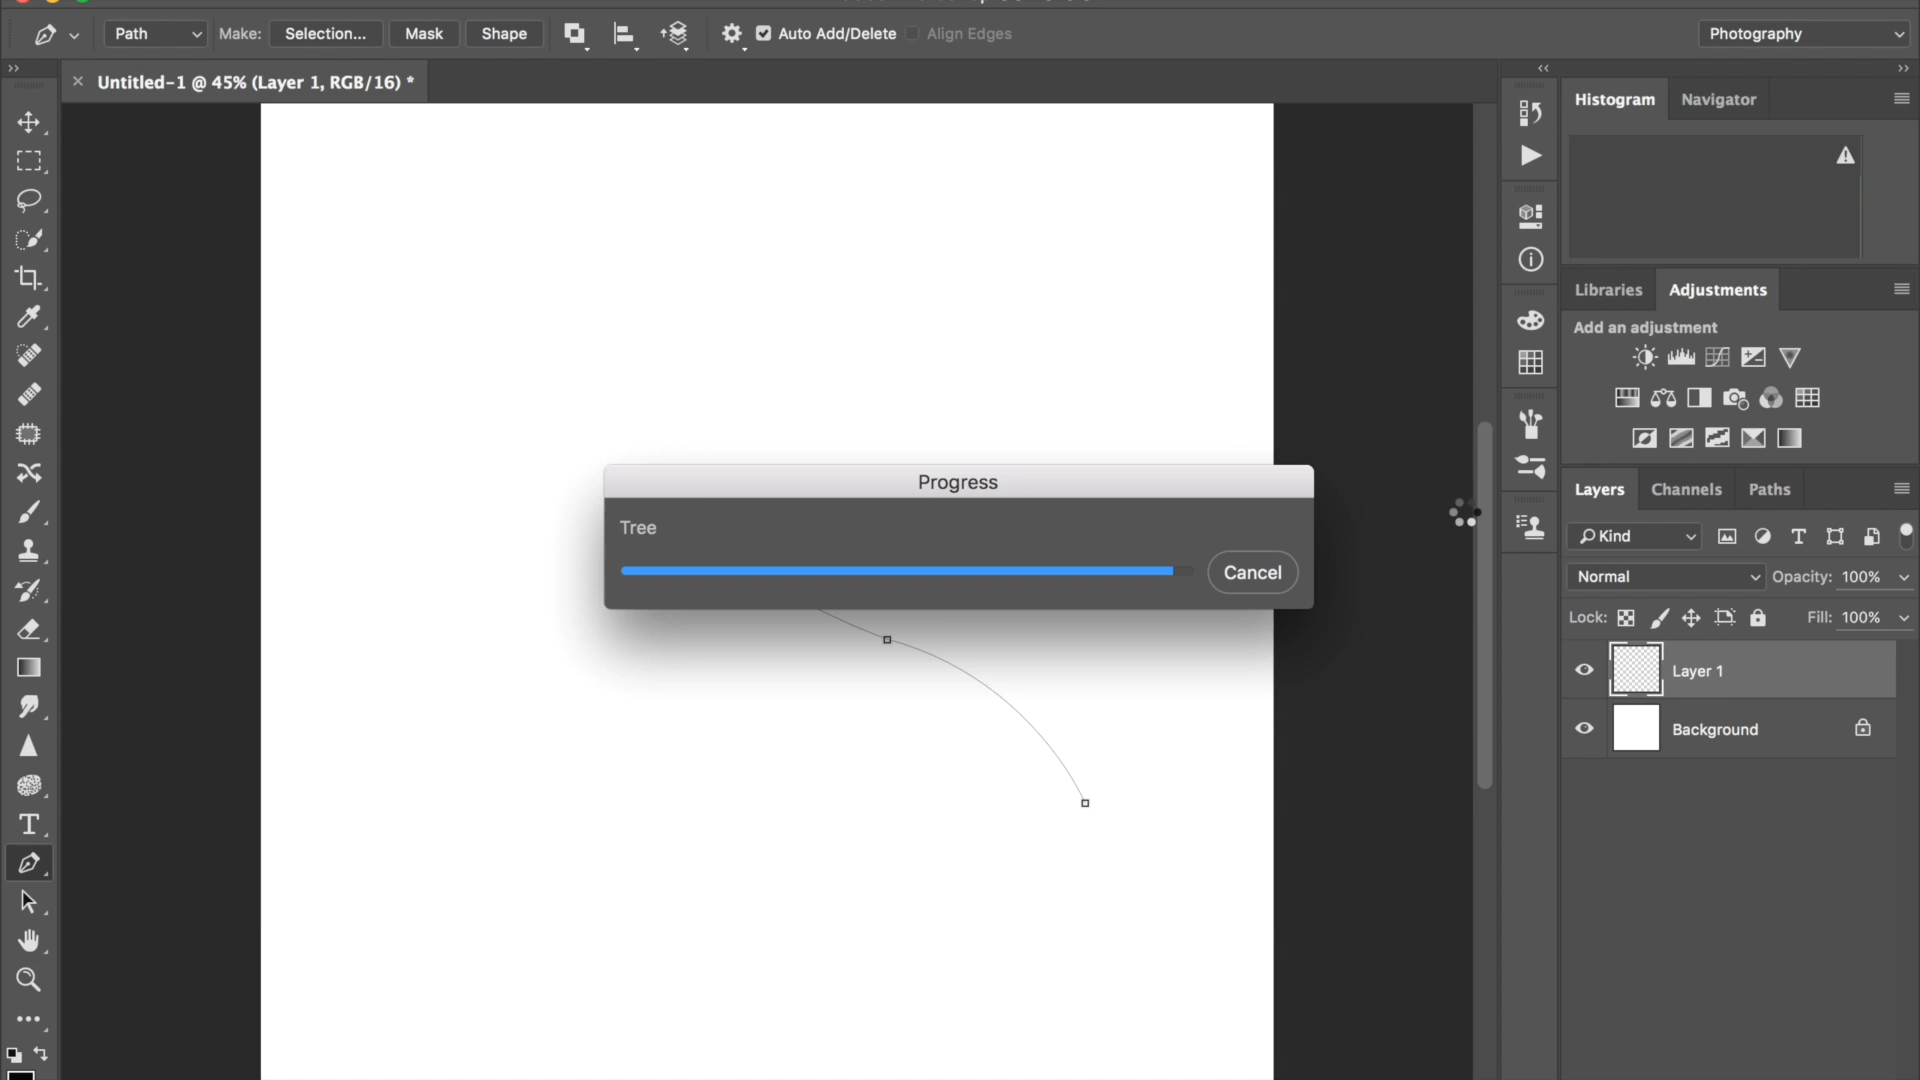 Path
Make:
Selection...
Mask
Shape
Auto Add/Delete
Align Edges
Photography
Untitled-1 @ 45% (Layer 1, RGB/16) *
Histogram
Navigator
Libraries
Adjustments
Add an adjustment
Progress
Tree
Cancel
Layers
Channels
Paths
Kind
Normal
Opacity: 100%
Lock:
Fill: 100%
Layer 1
Background